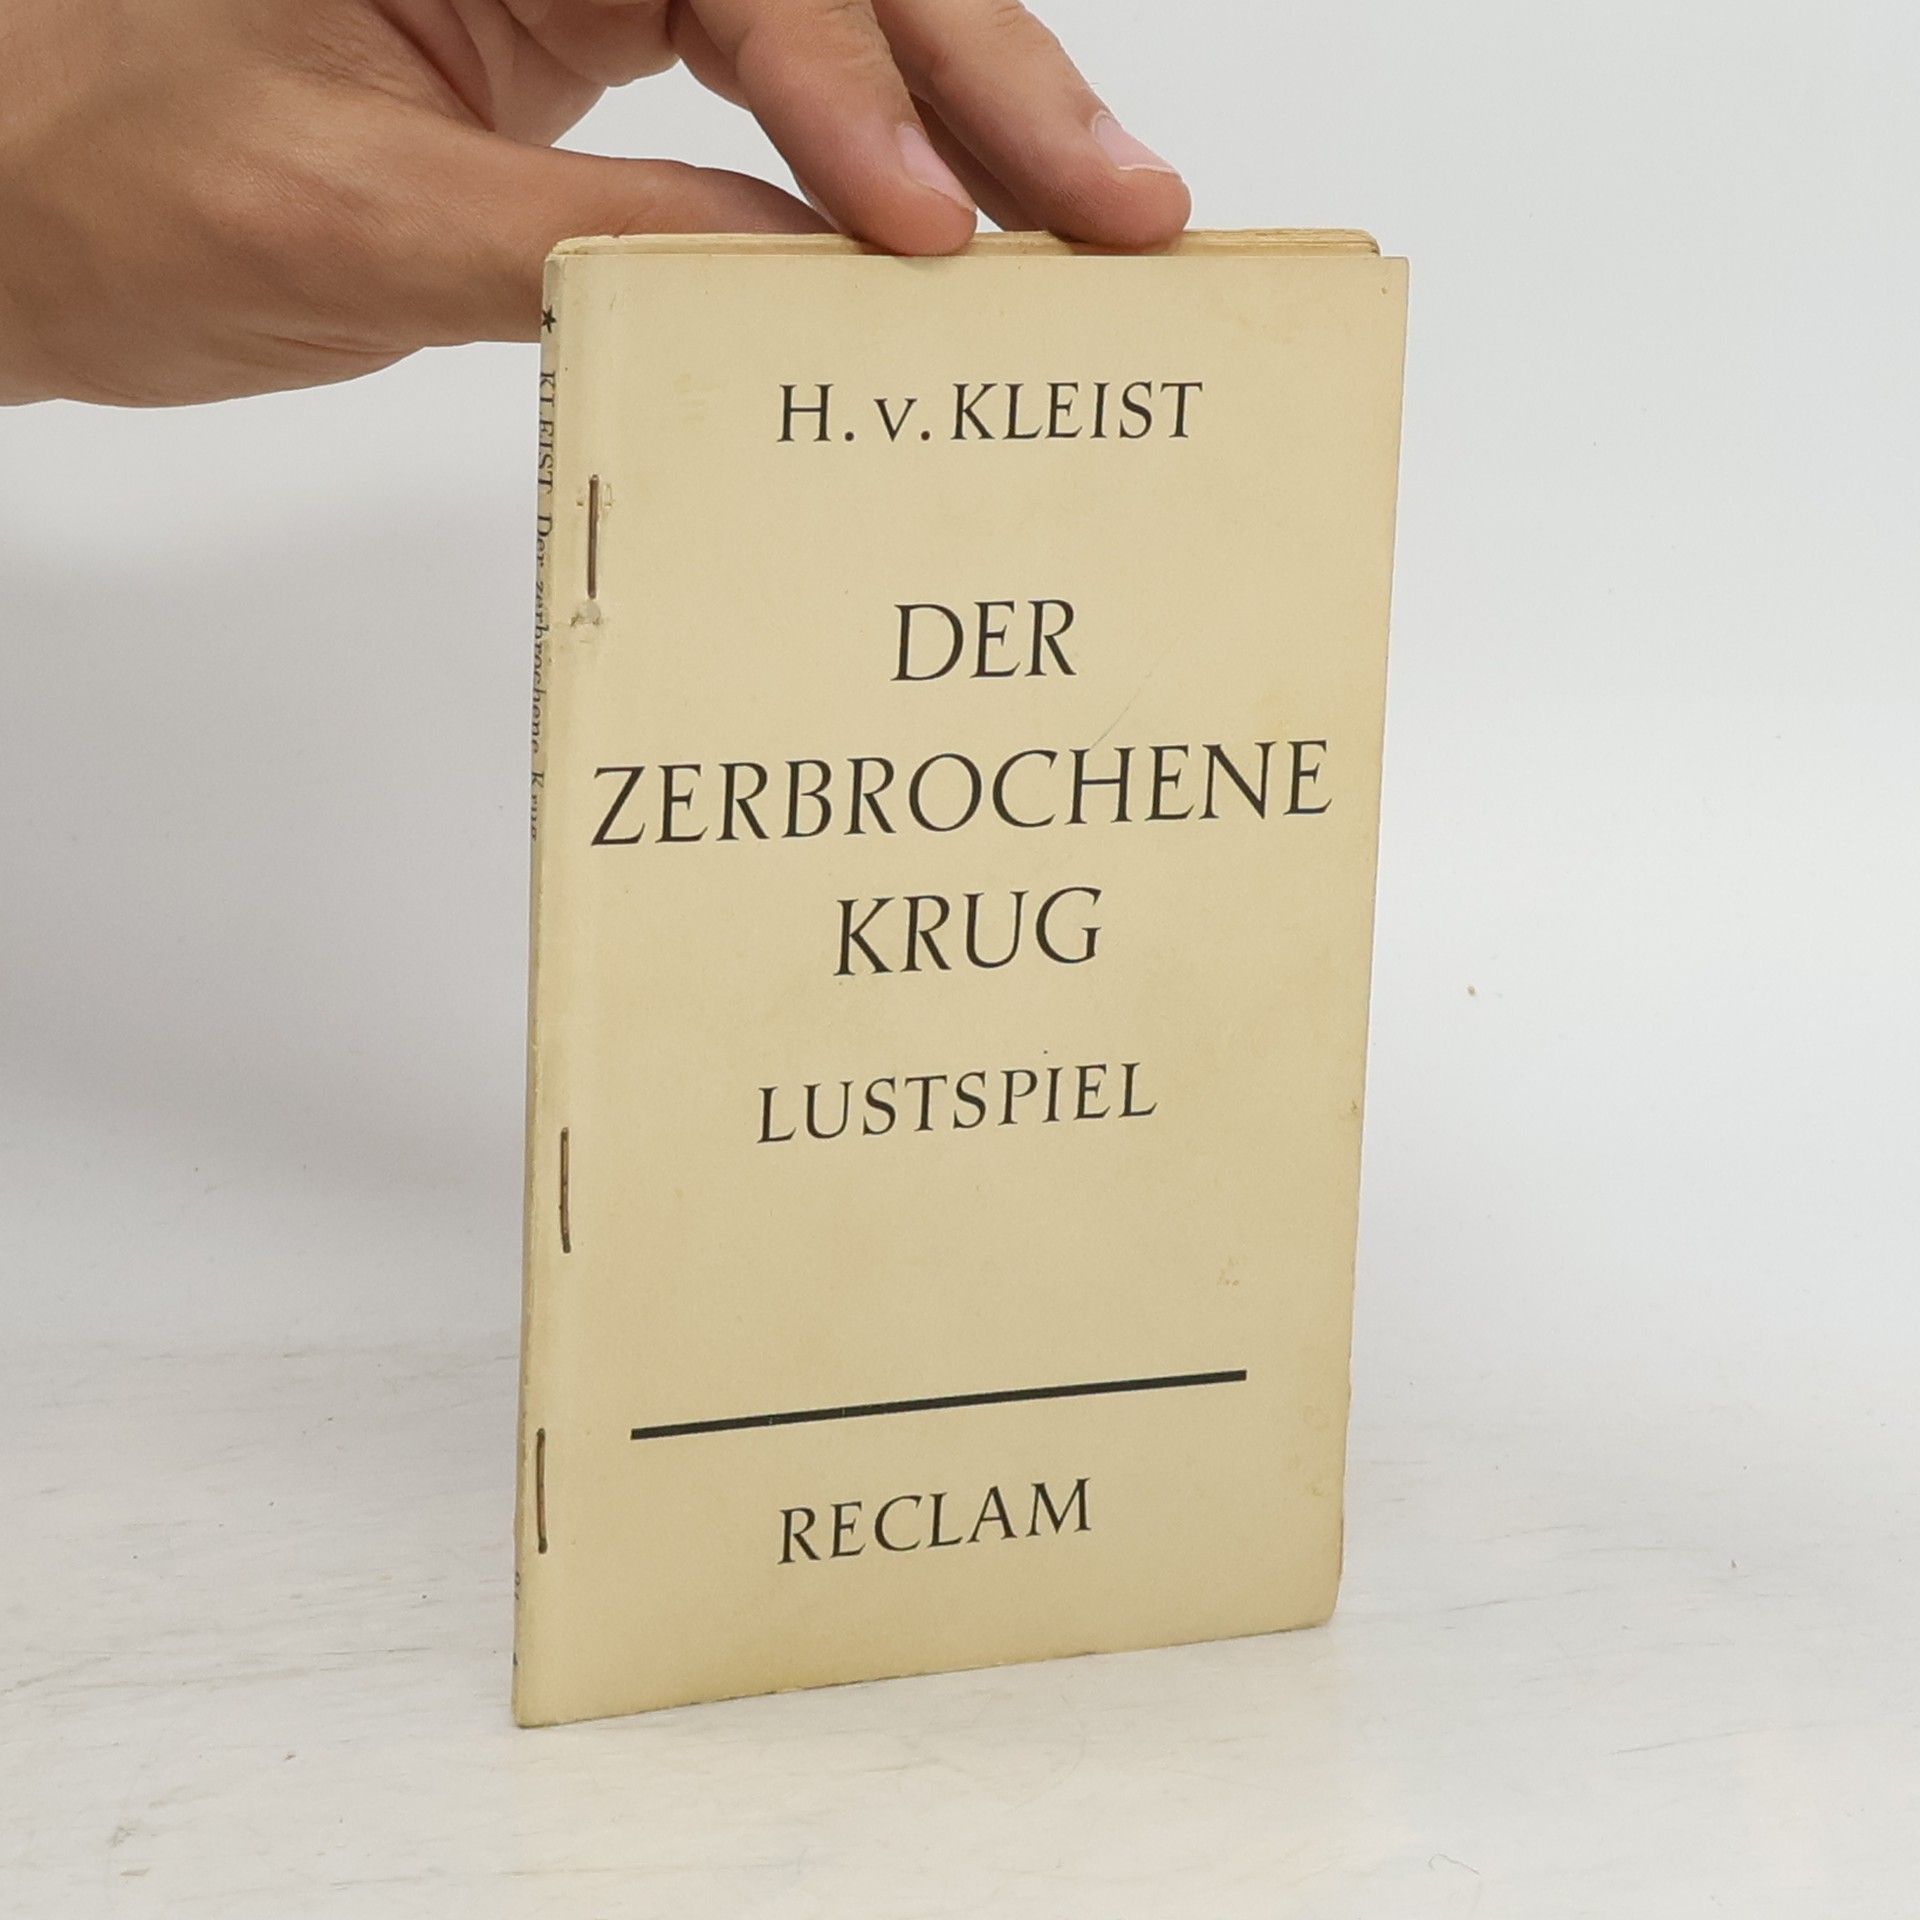 H. v. KLEIST
DER
ZERBROCHENE
KRUG
LUSTSPIEL
RECLAM
★ KLEIST Der zerbrochene Krug